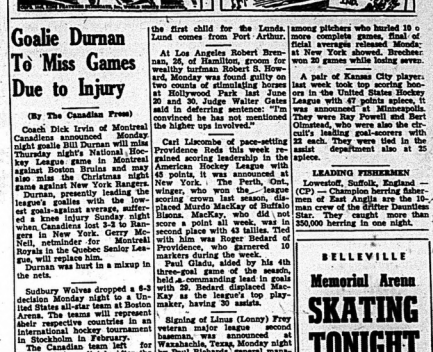 Goalie Durnan
To Miss Games
Due to Injury
(By The Canadian Press)
Coach Dick Irvin of Montreal
Canadiens announced Monday
night goalie Bill Durnan will miss
Thursday night's National Hoc-
key league game in Montreal
against Boston Bruins and may
also miss the Christmas night
game against New York Rangers.
Durnan, presently leading the
league's goalies with the low-
est goals-against average, suffer-
ed a knee injury Sunday night
when Canadiens lost 3-2 to Ran-
gers in New York. Gerry Mc-
Neil, netminder for Montreal
Royals in the Quebec Senior Lea-
gue, will replace him.
Durnan was hurt in a mixup in
the nets.
Sudbury Wolves dropped a 6-3
decision Monday night to a Un-
ited States all-star team at Boston
Arena. The teams will represent
their respective countries in an
international hockey tournament
in Stockholm in February.
The Canadian team left for
the first child for the Lunds.
Lund comes from Port Arthur.
At Los Angeles Robert Bren-
nan, 26, of Hamilton, groom for
wealthy turfman Robert S. How-
ard, Monday was found guilty on
two counts of stimulating horses
at Hollywood Park last June
20 and 30. Judge Walter Gates
said in deferring sentence: "I'm
convinced he has not mentioned
the higher ups involved."
Carl Liscombe of pace-setting
Providence Reds this week re-
gained scoring leadership in the
American Hockey League with
45 points, it was announced at
New York. The Perth, Ont.,
winger, who won the league
scoring crown last season, dis-
placed Murdo MacKay of Buffalo
Bisons. MacKay, who did not
score a point all week, was in
second place with 43 tallies. Tied
with him was Roger Bedard of
Providence, who garnered 10
markers during the week.
Paul Gladu, aided by his 4th
three-goal game of the season,
held a commanding lead in goals
with 29. Bedard displaced Mac-
Kay as the league's top play-
maker, having 30 assists.
Signing of Linus (Lonny) Frey
veteran major league second
baseman, was announced at
Waxahachie, Texas, Monday night
by Paul Richards, general mana-
among pitchers who hurled 10 o
more complete games, final of
ficial averages released Monda
at New York showed. Brecheen
won 20 games while losing seven.
A pair of Kansas City players
last week took top scoring hon-
ors in the United States Hockey
League with 47 points apiece, it
was announced at Minneapolis.
They are Ray Powell and Bert
Olmstead, who were also the cir-
cuit's leading goal-scorers with
22 each. They were tied in the
assist department also at 25
apiece.
LEADING FISHERMEN
Lowestoft, Suffolk, England —
(CP) — Champion herring fisher-
men of East Anglia are the 10-
man crew of the drifter Dauntless
Star. They caught more than
350,000 herring in one night.
BELLEVILLE
Memorial Arena
SKATING
TONIGHT